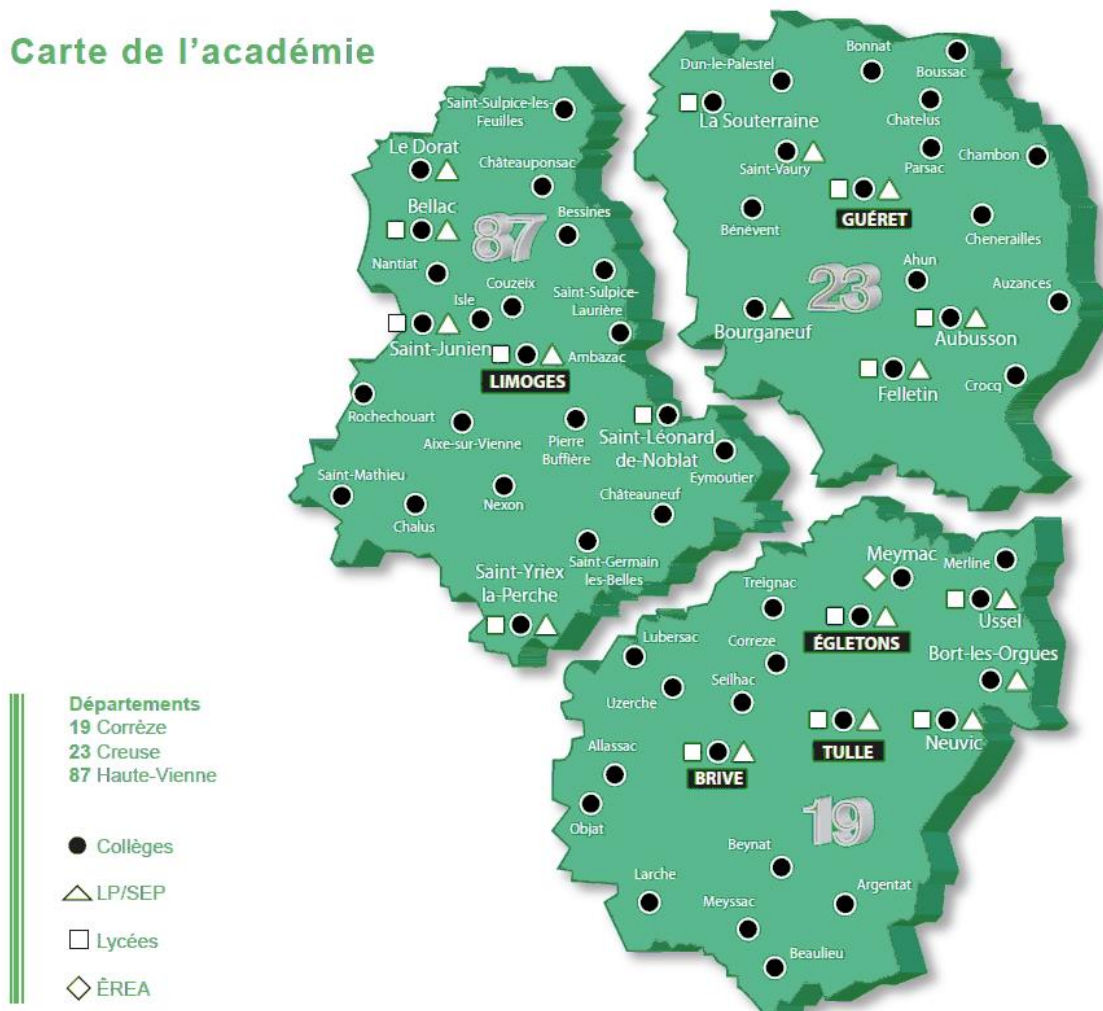 Carte de l'académie
Saint-Sulpice-les-
Feuilles
Le Dorat
Châteauponsac
Bellac
87
Bessines
Nantiat
Couzeix
Isle
Saint-Sulpice-
Laurière
Saint-Junien
Ambazac
LIMOGES
Rochechouart
Aixe-sur-Vienne
Pierre
Buffière
Saint-Léonard
de-Noblat
Eymoutier
Saint-Mathieu
Chalus
Nexon
Châteauneuf
Saint-Germain
les-Belles
Saint-Yriex
la-Perche
Dun-le-Palestel
Bonnat
Boussac
La Souterraine
Chatelus
Saint-Vaury
Parsac
Chambon
GUÉRET
Bénévent
Chenerailles
23
Ahun
Auzances
Bourganeuf
Aubusson
Felletin
Crocq
Meymac
Merline
Treignac
Ussel
ÉGLETONS
Lubersac
Correze
Bort-les-Orgues
Uzerche
Seilhac
Allassac
BRIVE
TULLE
Neuvic
Objat
19
Beynat
Larche
Meyssac
Argentat
Beaulieu
Départements
19 Corrèze
23 Creuse
87 Haute-Vienne
Collèges
LP/SEP
Lycées
ÊREA